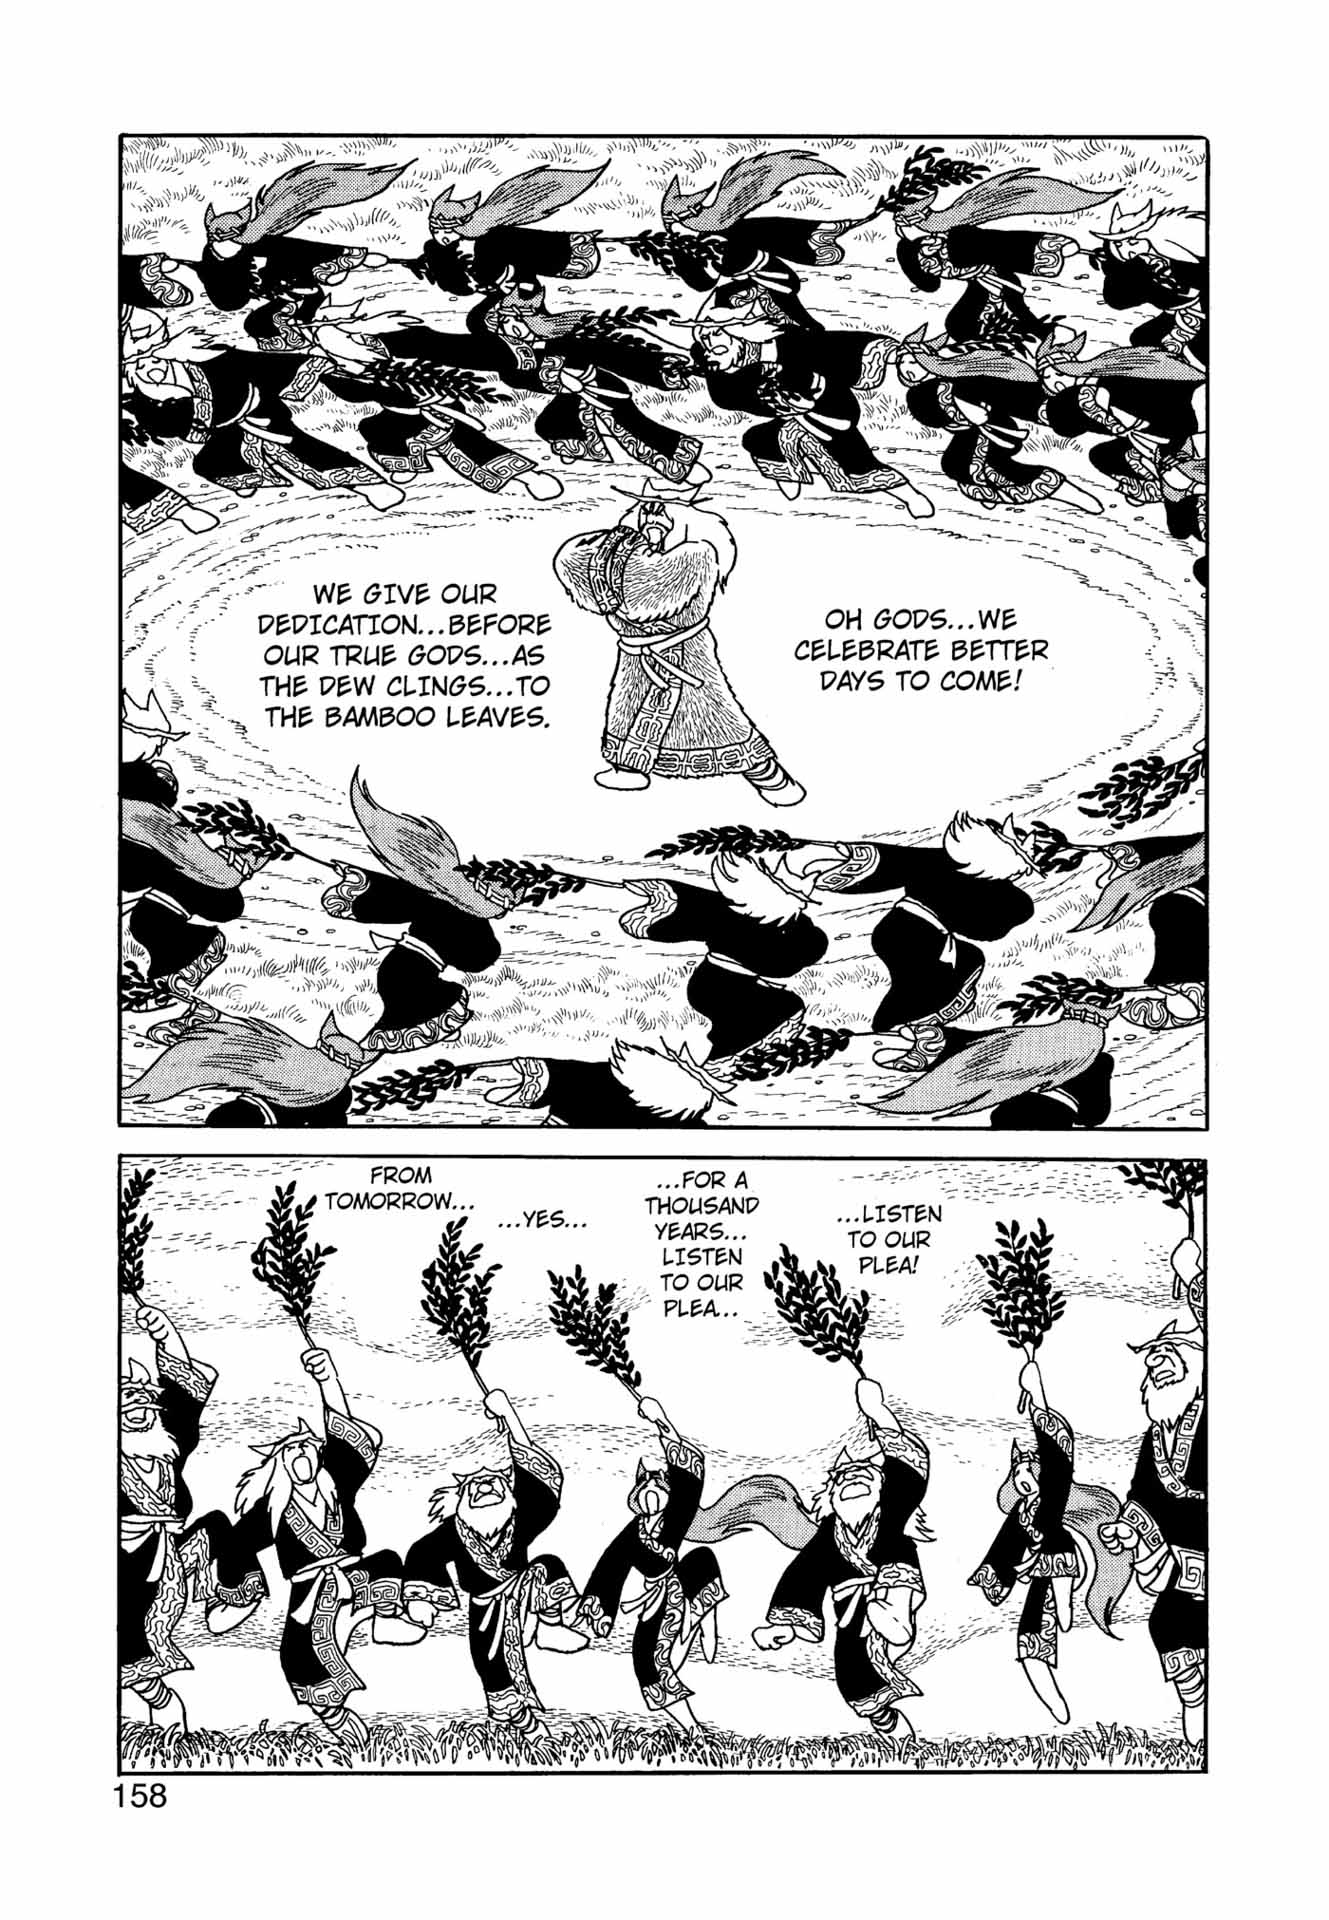 WE GIVE OUR
DEDICATION...BEFORE
OUR TRUE GODS...AS
THE DEW CLINGS...TO
THE BAMBOO LEAVES.
OH GODS...WE
CELEBRATE BETTER
DAYS TO COME!
FROM
TOMORROW...
...YES...
...FOR A
THOUSAND
YEARS...
LISTEN
TO OUR
PLEA...
...LISTEN
TO OUR
PLEA!
158